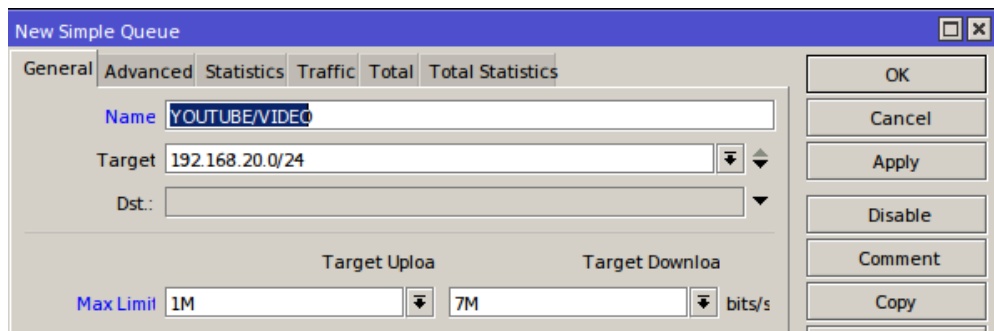 New Simple Queue
General Advanced Statistics Traffic Total Total Statistics
OK
Name YOUTUBE/VIDEO
Cancel
Target 192.168.20.0/24
Apply
Dst.:
Disable
Target Uploa Target Downloa
Comment
Max Limit 1M 7M bits/s
Copy